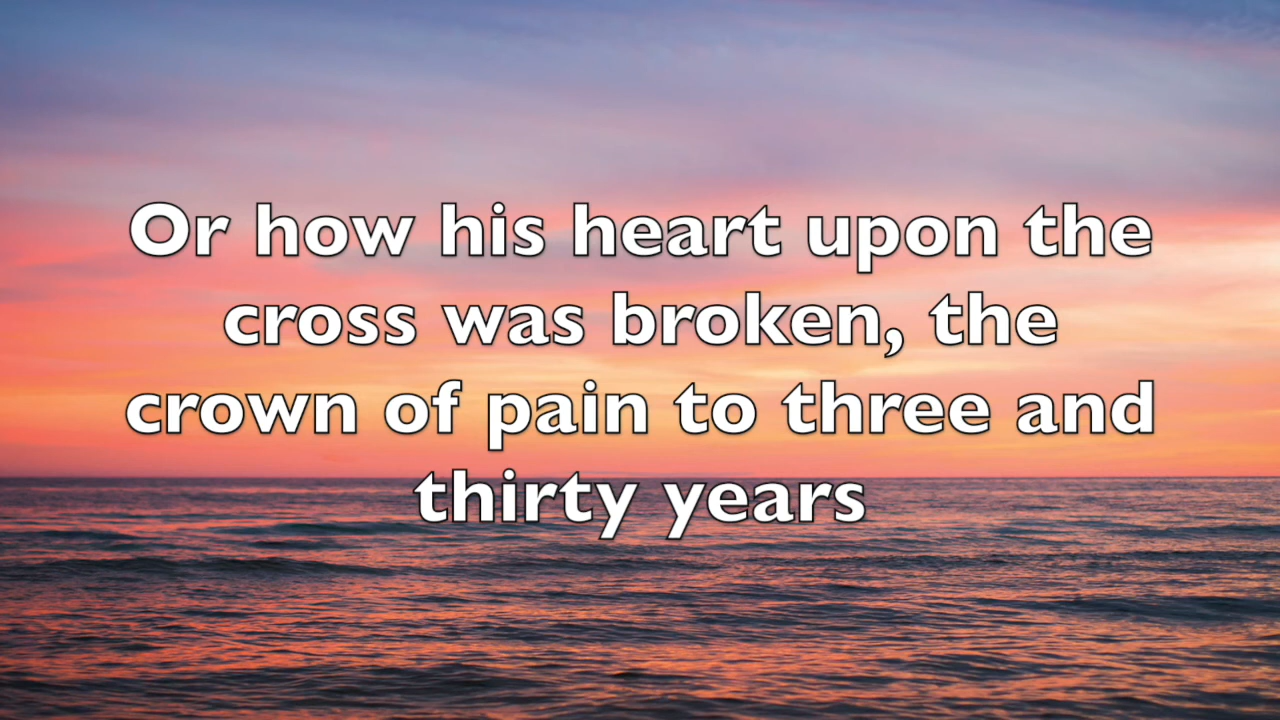 Or how his heart upon the
cross was broken, the
crown of pain to three and
thirty years